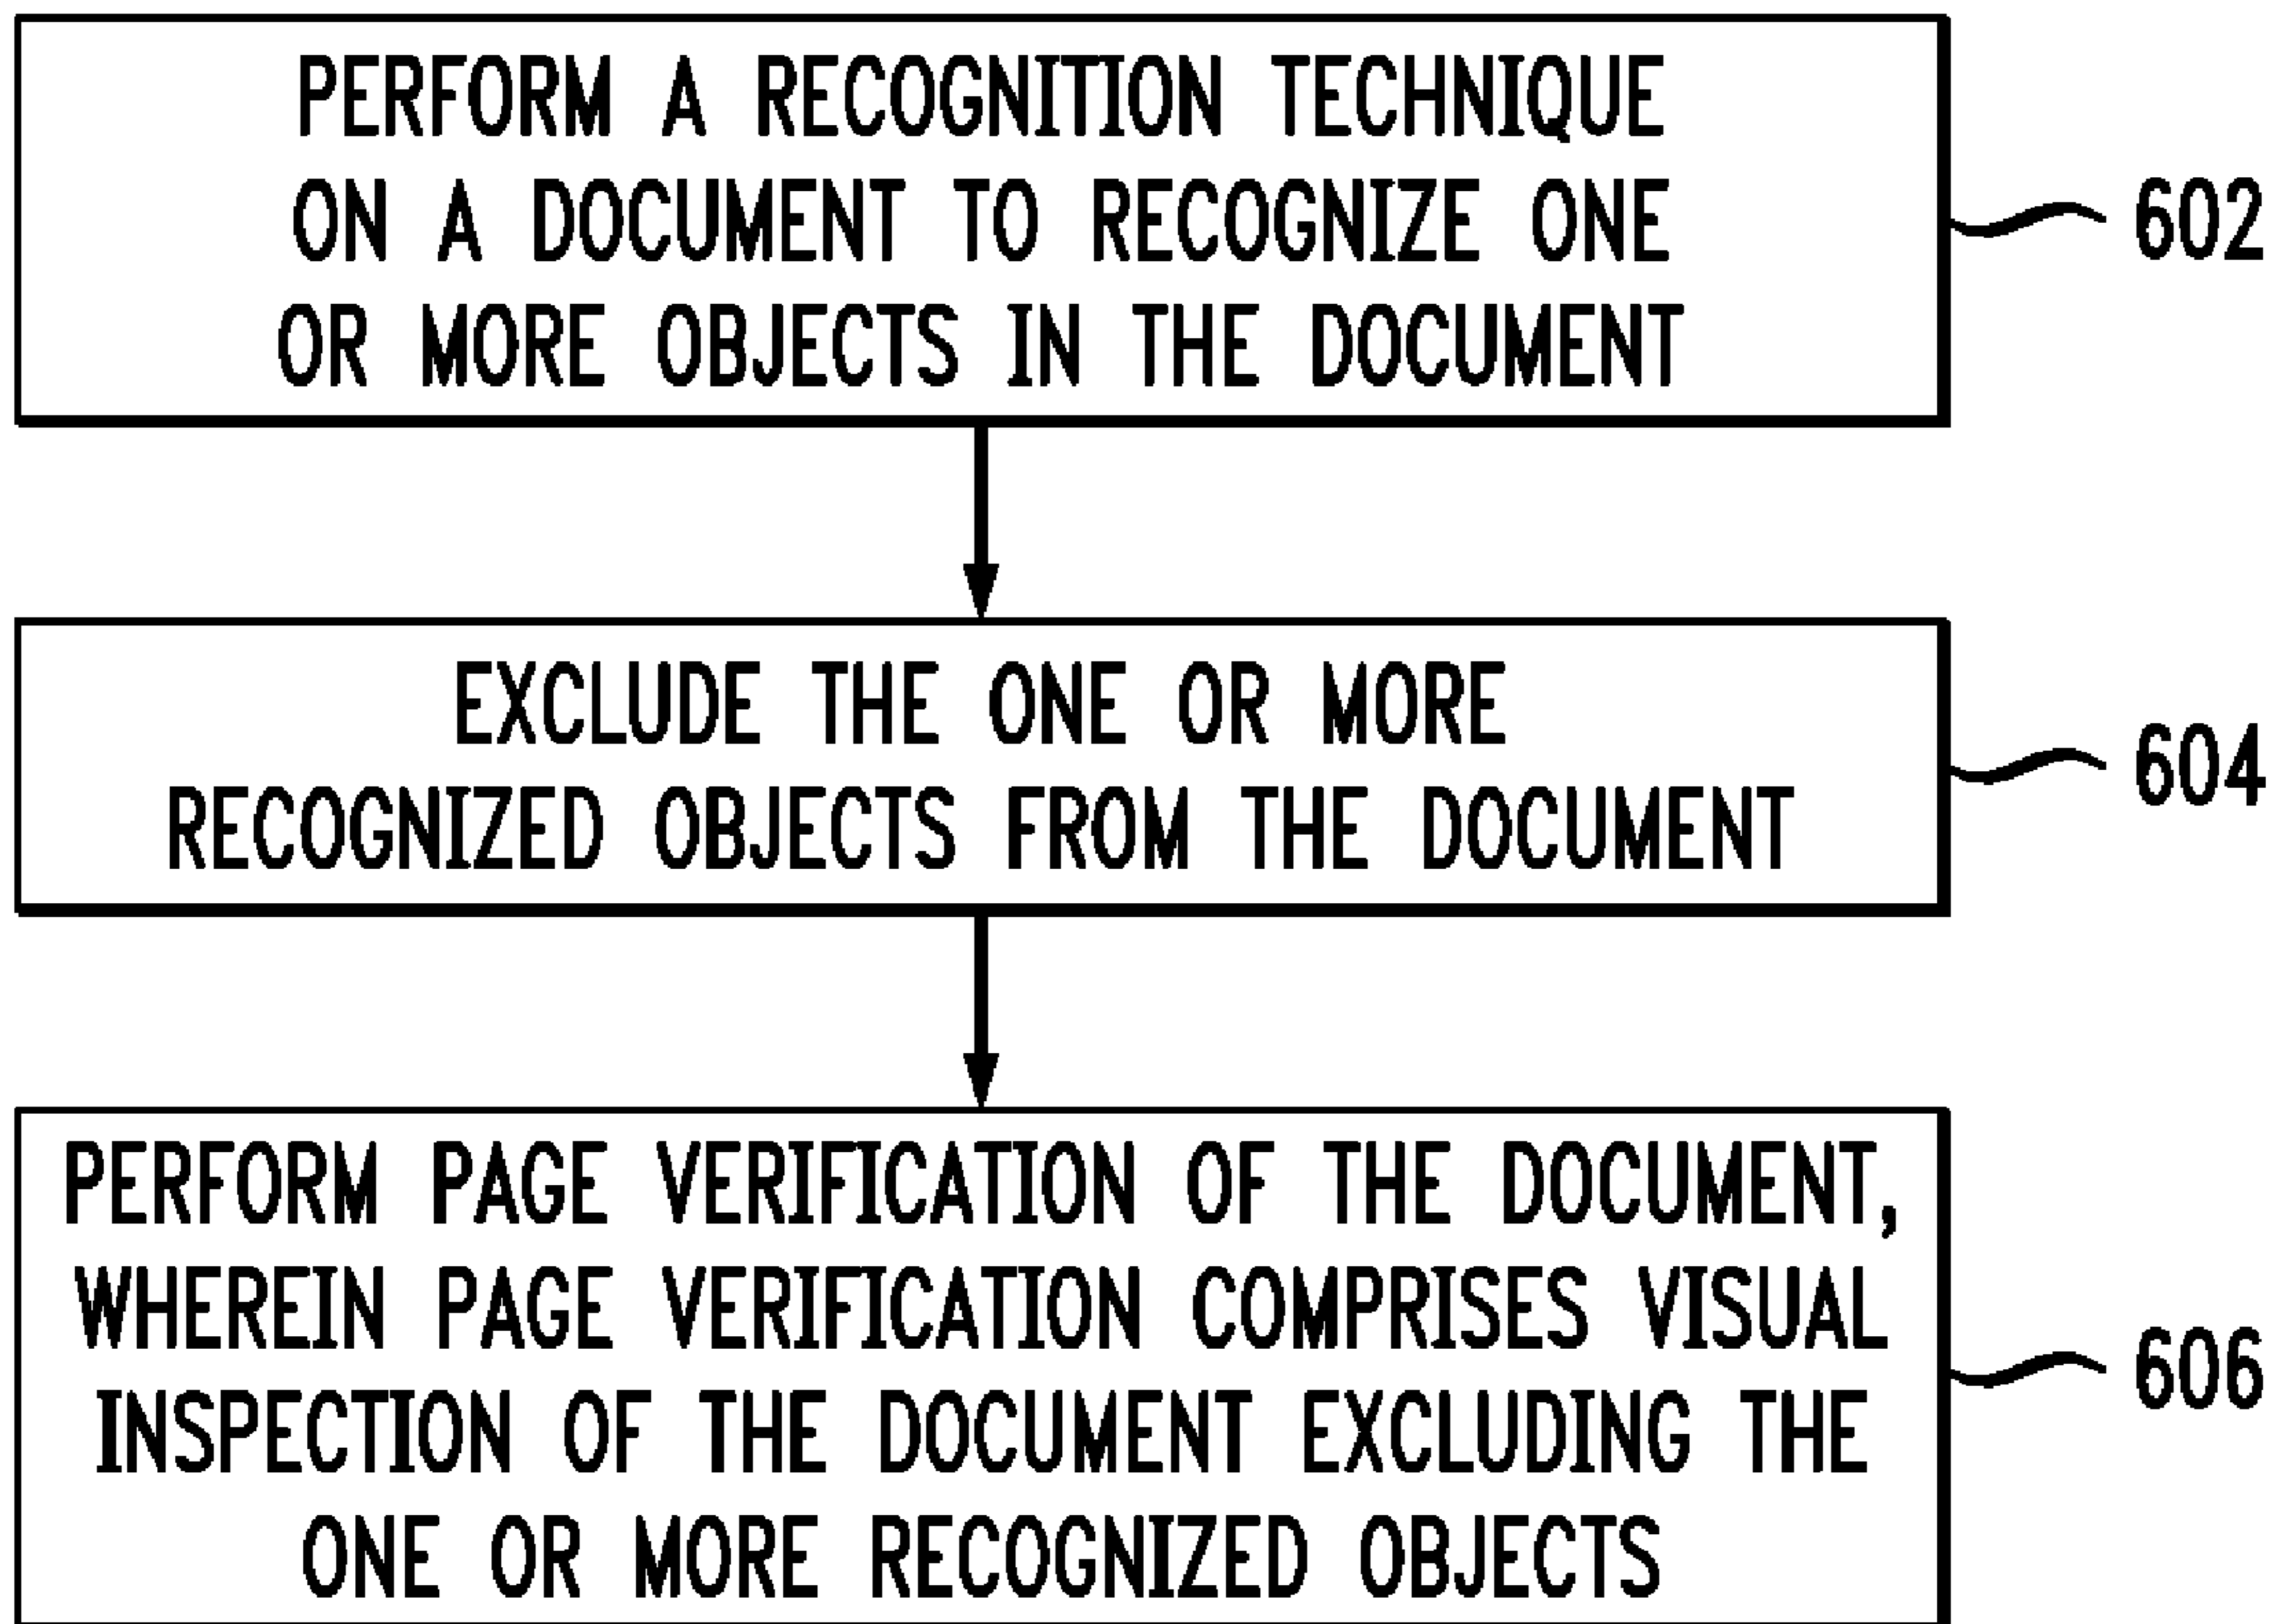 PERFORM A RECOGNITION TECHNIQUE
ON A DOCUMENT TO RECOGNIZE ONE
OR MORE OBJECTS IN THE DOCUMENT
602
EXCLUDE THE ONE OR MORE
RECOGNIZED OBJECTS FROM THE DOCUMENT
604
PERFORM PAGE VERIFICATION OF THE DOCUMENT,
WHEREIN PAGE VERIFICATION COMPRISES VISUAL
INSPECTION OF THE DOCUMENT EXCLUDING THE
ONE OR MORE RECOGNIZED OBJECTS
606